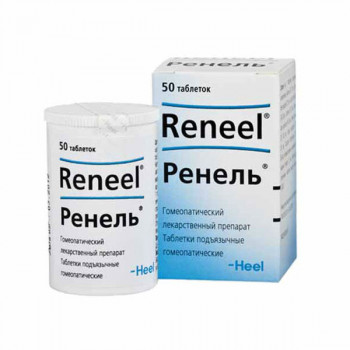 50 таблеток
Reneel®
Ренель®
Гомеопатический
лекарственный препарат
Таблетки подъязычные
гомеопатические
-Heel
50 таблеток
Reneel®
Ренель®
Гомеопатический
лекарственный препарат
Таблетки подъязычные
гомеопатические
-Heel